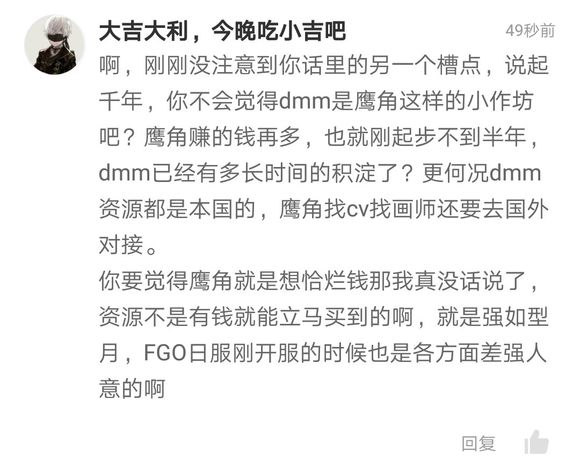 大吉大利，今晚吃小吉吧
49秒前
啊，刚刚没注意到你话里的另一个槽点，说起
千年，你不会觉得dmm是鹰角这样的小作坊
吧？鹰角赚的钱再多，也就刚起步不到半年，
dmm已经有多长时间的积淀了？更何况dmm
资源都是本国的，鹰角找cv找画师还要去国外
对接。
你要觉得鹰角就是想恰烂钱那我真没话说了，
资源不是有钱就能立马买到的啊，就是强如型
月，FGO日服刚开服的时候也是各方面差强人
意的啊
回复